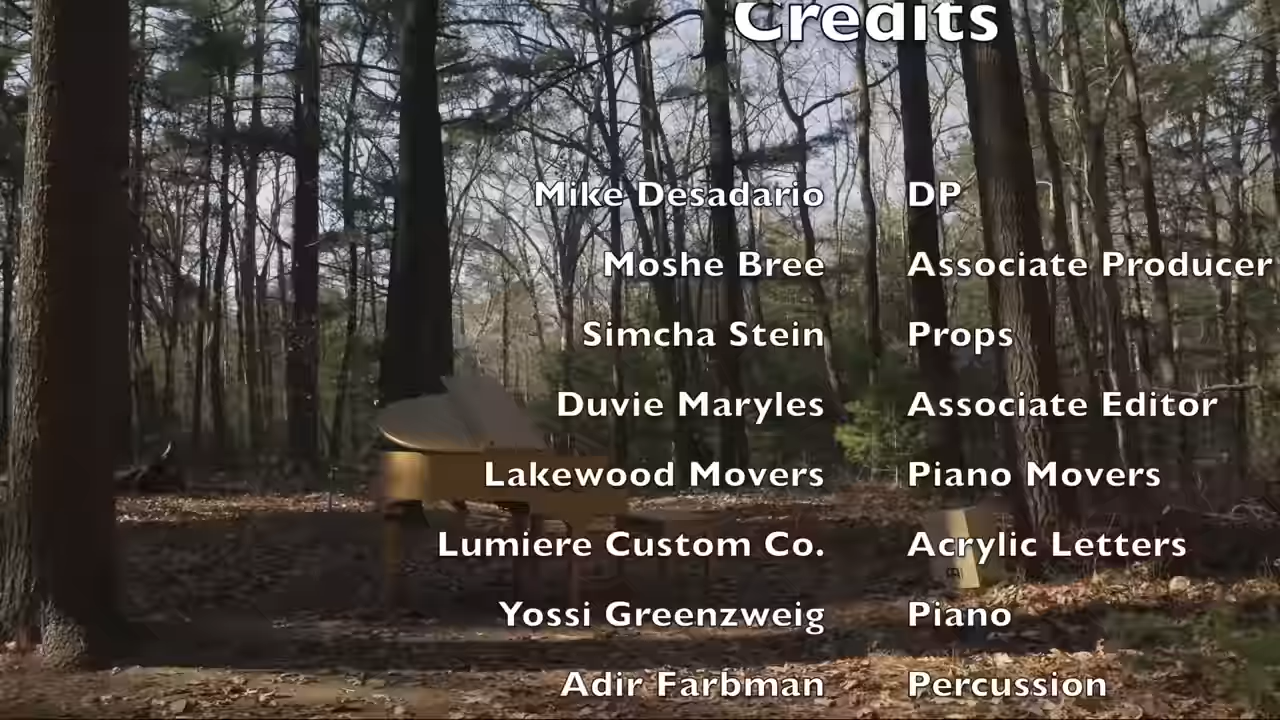 Credits
Mike Desadario DP
Moshe Bree Associate Producer
Simcha Stein Props
Duvie Maryles Associate Editor
Lakewood Movers Piano Movers
Lumiere Custom Co. Acrylic Letters
Yossi Greenzweig Piano
Adir Farbman Percussion